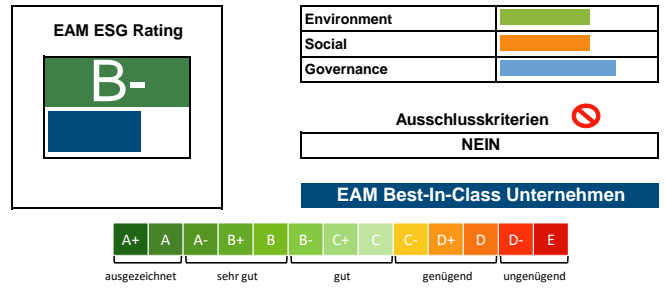 EAM ESG Rating
B-
Environment
Social
Governance
Ausschlusskriterien
NEIN
EAM Best-In-Class Unternehmen
A+ A A- B+ B B- C+ C C- D+ D D- E
ausgezeichnet sehr gut gut genügend ungenügend